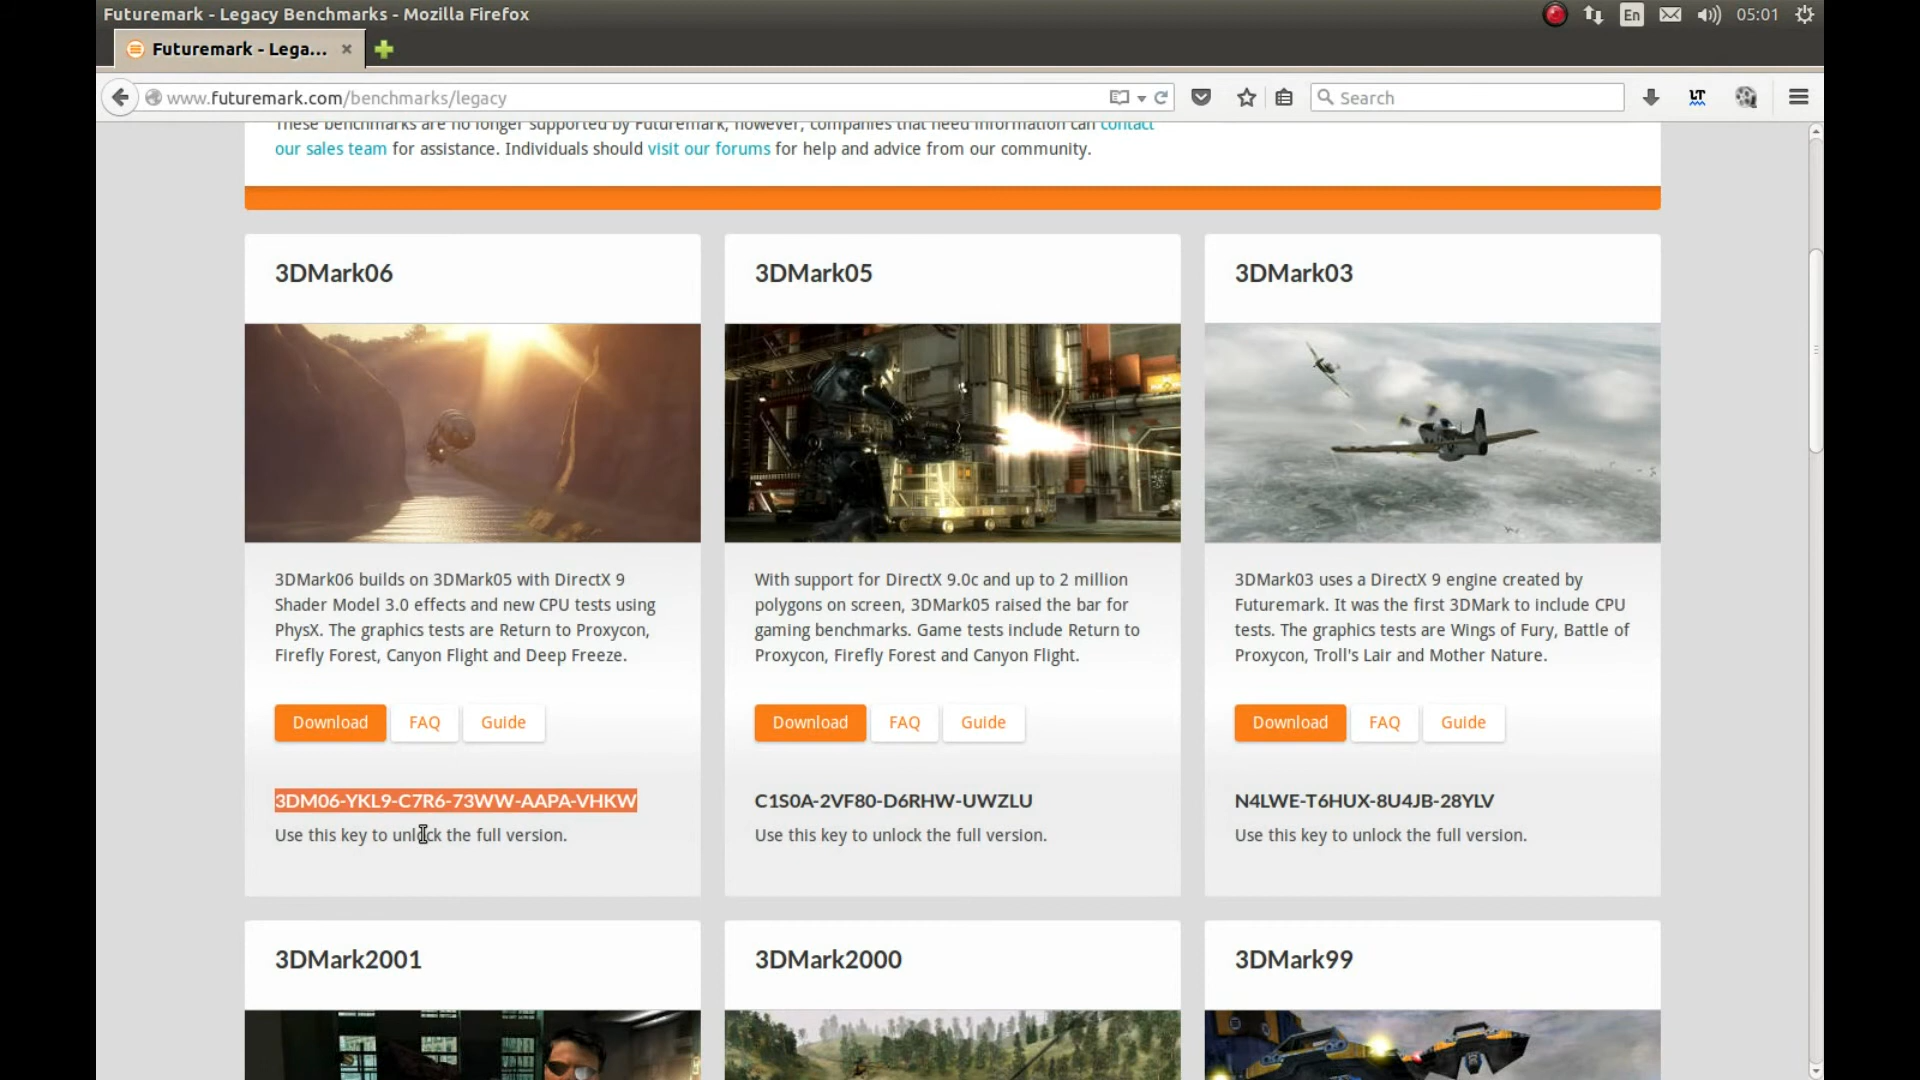 Futuremark - Legacy Benchmarks - Mozilla Firefox
En
05:01
Futuremark - Lega...
www.futuremark.com/benchmarks/legacy
Search
LT
These benchmarks are no longer supported by Futuremark, however, companies that need information can contact
our sales team for assistance. Individuals should visit our forums for help and advice from our community.
3DMark06
3DMark06 builds on 3DMark05 with DirectX 9
Shader Model 3.0 effects and new CPU tests using
PhysX. The graphics tests are Return to Proxycon,
Firefly Forest, Canyon Flight and Deep Freeze.
Download FAQ Guide
3DM06-YKL9-C7R6-73WW-AAPA-VHKW
Use this key to unlock the full version.
3DMark05
With support for DirectX 9.0c and up to 2 million
polygons on screen, 3DMark05 raised the bar for
gaming benchmarks. Game tests include Return to
Proxycon, Firefly Forest and Canyon Flight.
Download FAQ Guide
C1S0A-2VF80-D6RHW-UWZLU
Use this key to unlock the full version.
3DMark03
3DMark03 uses a DirectX 9 engine created by
Futuremark. It was the first 3DMark to include CPU
tests. The graphics tests are Wings of Fury, Battle of
Proxycon, Troll's Lair and Mother Nature.
Download FAQ Guide
N4LWE-T6HUX-8U4JB-28YLV
Use this key to unlock the full version.
3DMark2001
3DMark2000
3DMark99